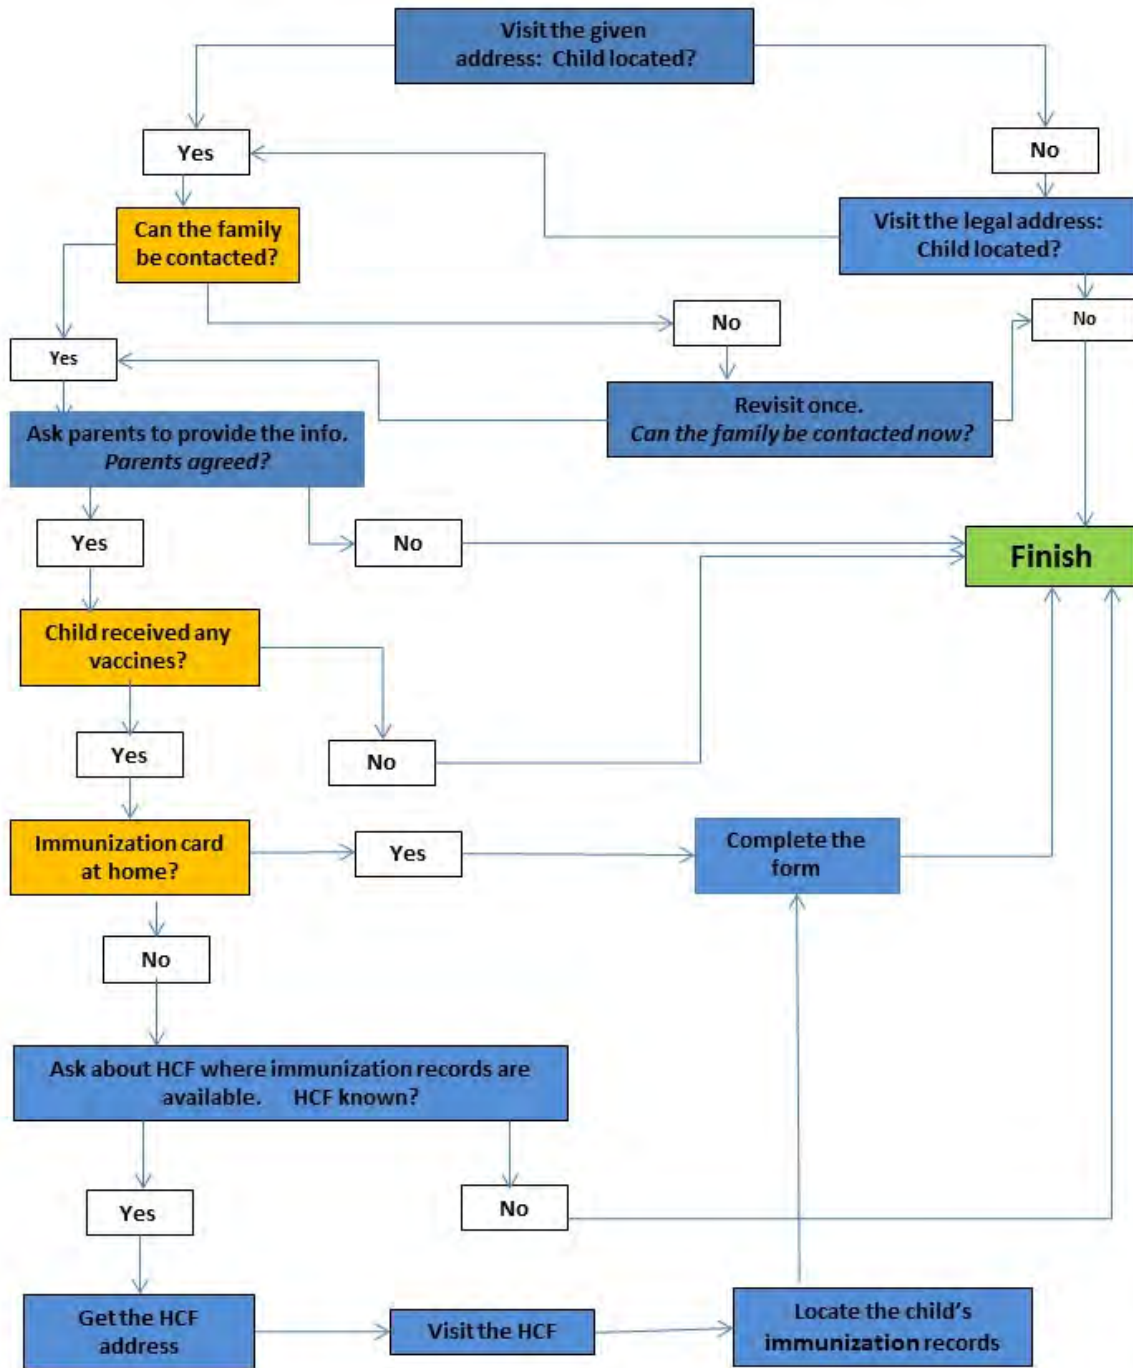 Visit the given
address: Child located?
Yes
No
Can the family
be contacted?
Visit the legal address:
Child located?
No
No
Yes
Revisit once.
Can the family be contacted now?
Ask parents to provide the info.
Parents agreed?
Yes
No
Finish
Child received any
vaccines?
Yes
No
Immunization card
at home?
Yes
Complete the
form
No
Ask about HCF where immunization records are
available. HCF known?
Yes
No
Get the HCF
address
Visit the HCF
Locate the child's
immunization records